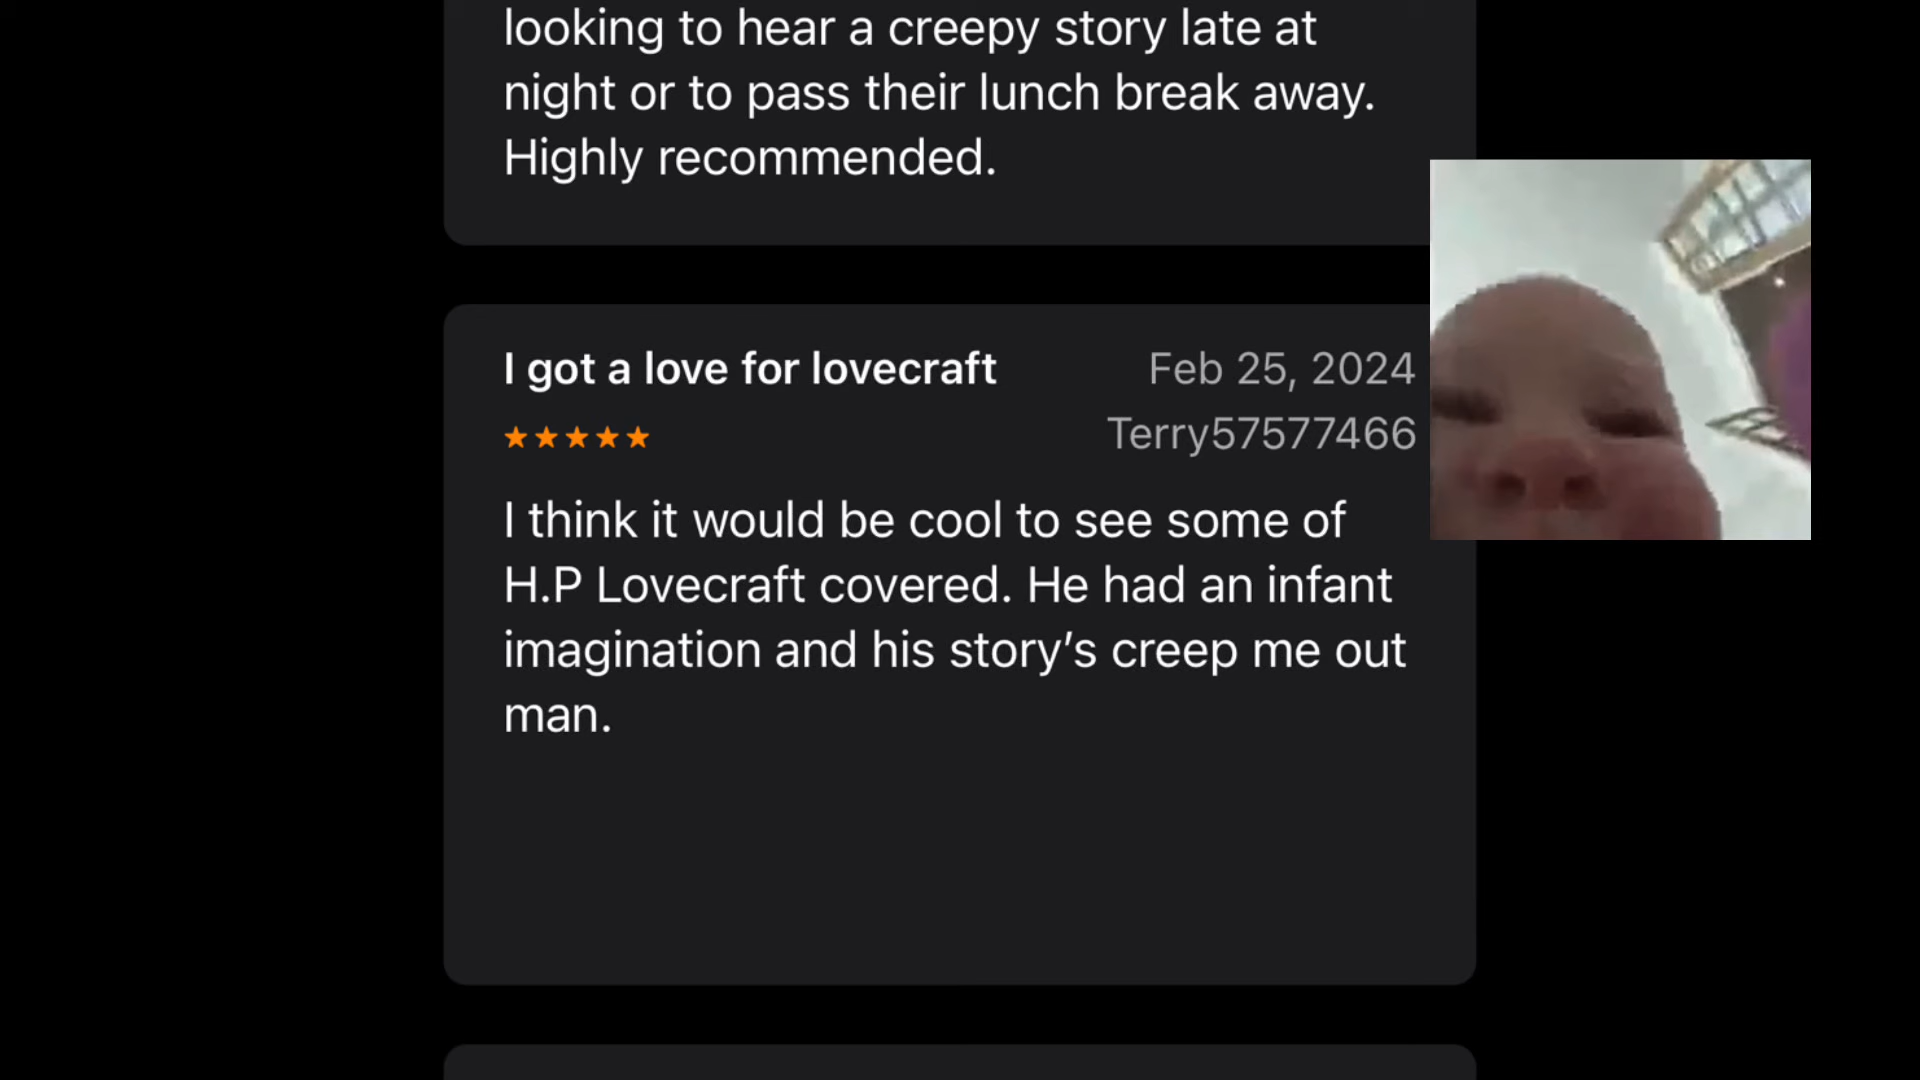 looking to hear a creepy story late at
night or to pass their lunch break away.
Highly recommended.
I got a love for lovecraft
Feb 25, 2024
Terry57577466
I think it would be cool to see some of
H.P Lovecraft covered. He had an infant
imagination and his story’s creep me out
man.